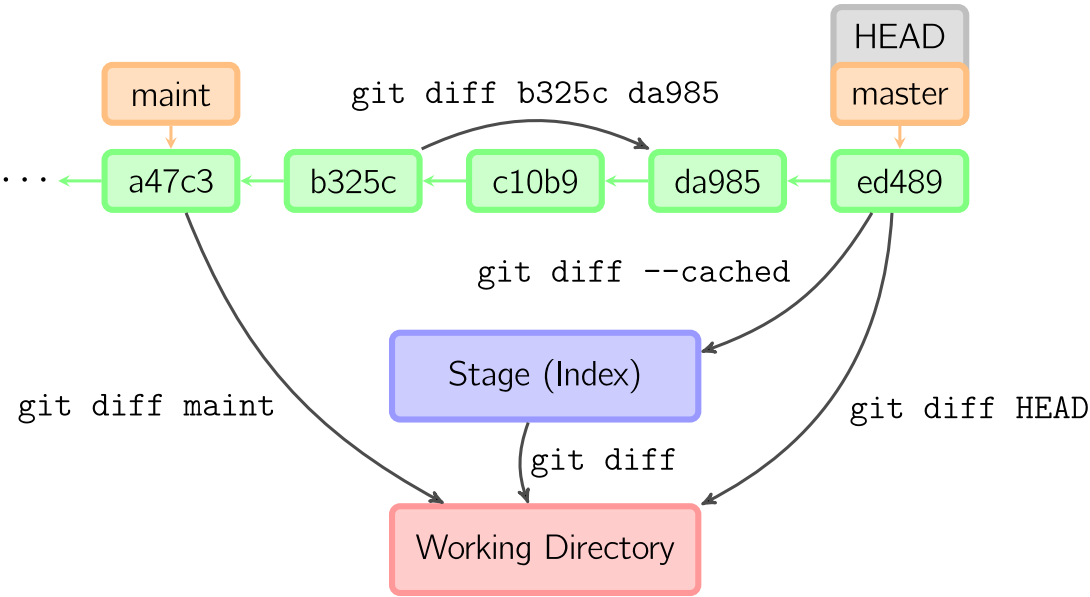 HEAD
maint
git diff b325c da985
master
...
a47c3
b325c
c10b9
da985
ed489
git diff --cached
Stage (Index)
git diff maint
git diff HEAD
git diff
Working Directory